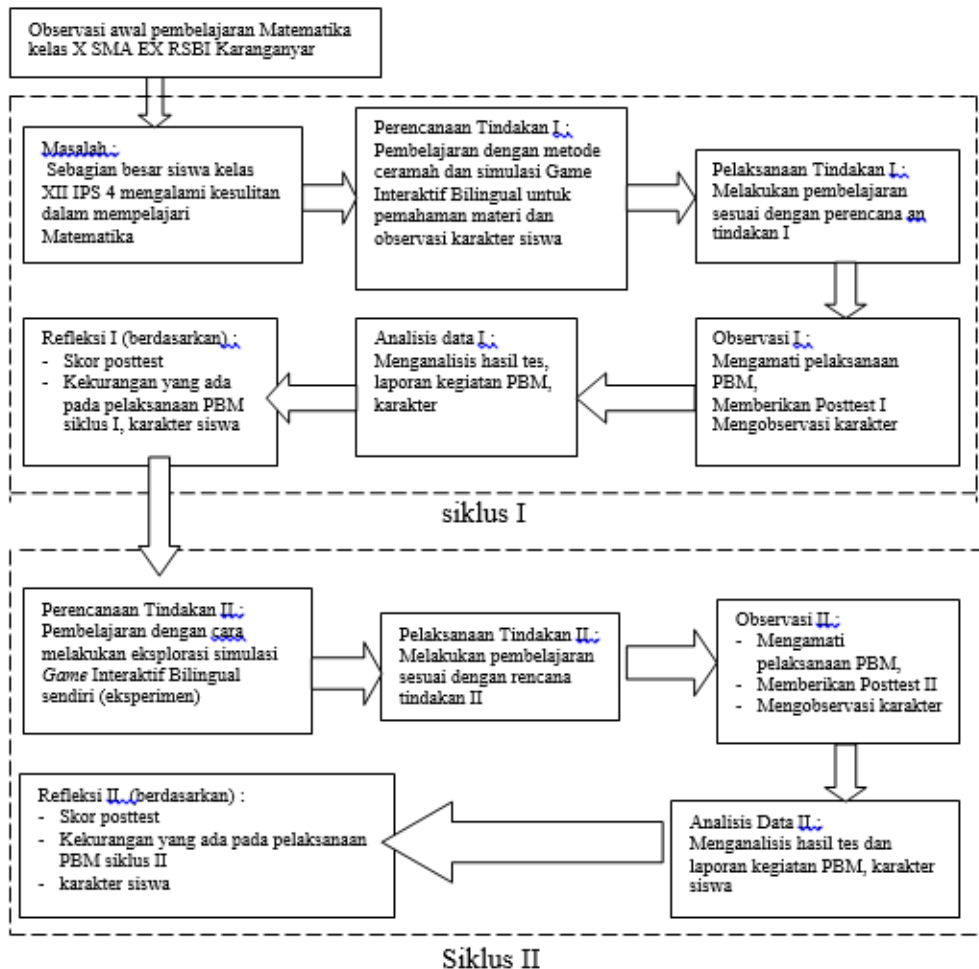 Observasi awal pembelajaran Matematika
kelas X SMA EX RSBI Karanganyar
Masalah :
Sebagian besar siswa kelas
XII IPS 4 mengalami kesulitan
dalam mempelajari
Matematika
Perencanaan Tindakan I :
Pembelajaran dengan metode
ceramah dan simulasi Game
Interaktif Bilingual untuk
pemahaman materi dan
observasi karakter siswa
Pelaksanaan Tindakan I :
Melakukan pembelajaran
sesuai dengan perencana an
tindakan I
Observasi I :
Mengamati pelaksanaan
PBM,
Memberikan Posttest I
Mengobservasi karakter
Analisis data I :
Menganalisis hasil tes,
laporan kegiatan PBM,
karakter
Refleksi I (berdasarkan) :
- Skor posttest
- Kekurangan yang ada
pada pelaksanaan PBM
siklus I, karakter siswa
siklus I
Perencanaan Tindakan II :
Pembelajaran dengan cara
melakukan eksplorasi simulasi
Game Interaktif Bilingual
sendiri (eksperimen)
Pelaksanaan Tindakan II :
Melakukan pembelajaran
sesuai dengan rencana
tindakan II
Observasi II :
- Mengamati
pelaksanaan PBM,
- Memberikan Posttest II
- Mengobservasi karakter
Analisis Data II :
Menganalisis hasil tes dan
laporan kegiatan PBM, karakter
siswa
Refleksi II (berdasarkan) :
- Skor posttest
- Kekurangan yang ada pada pelaksanaan
PBM siklus II
- karakter siswa
Siklus II